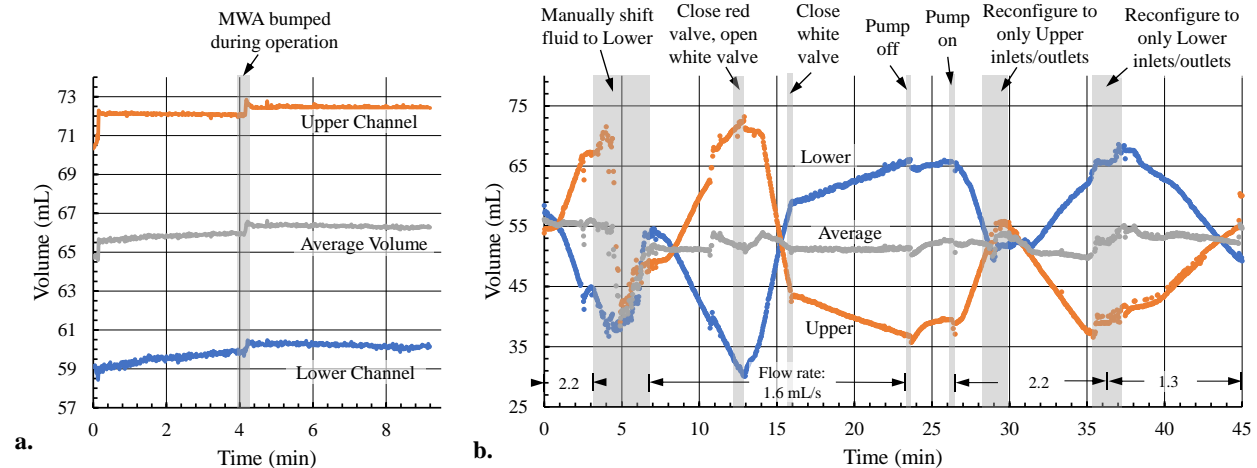 a.
MWA bumped
during operation
Volume (mL)
73
71
69
67
65
63
61
59
57
Upper Channel
Average Volume
Lower Channel
0 2 4 6 8
Time (min)
b.
Manually shift
fluid to Lower
Close red
valve, open
white valve
Close
white
valve
Pump
off
Pump
on
Reconfigure to
only Upper
inlets/outlets
Reconfigure to
only Lower
inlets/outlets
Volume (mL)
75
65
55
45
35
25
Lower
Average
Upper
2.2
Flow rate:
1.6 mL/s
2.2
1.3
0 5 10 15 20 25 30 35 40 45
Time (min)